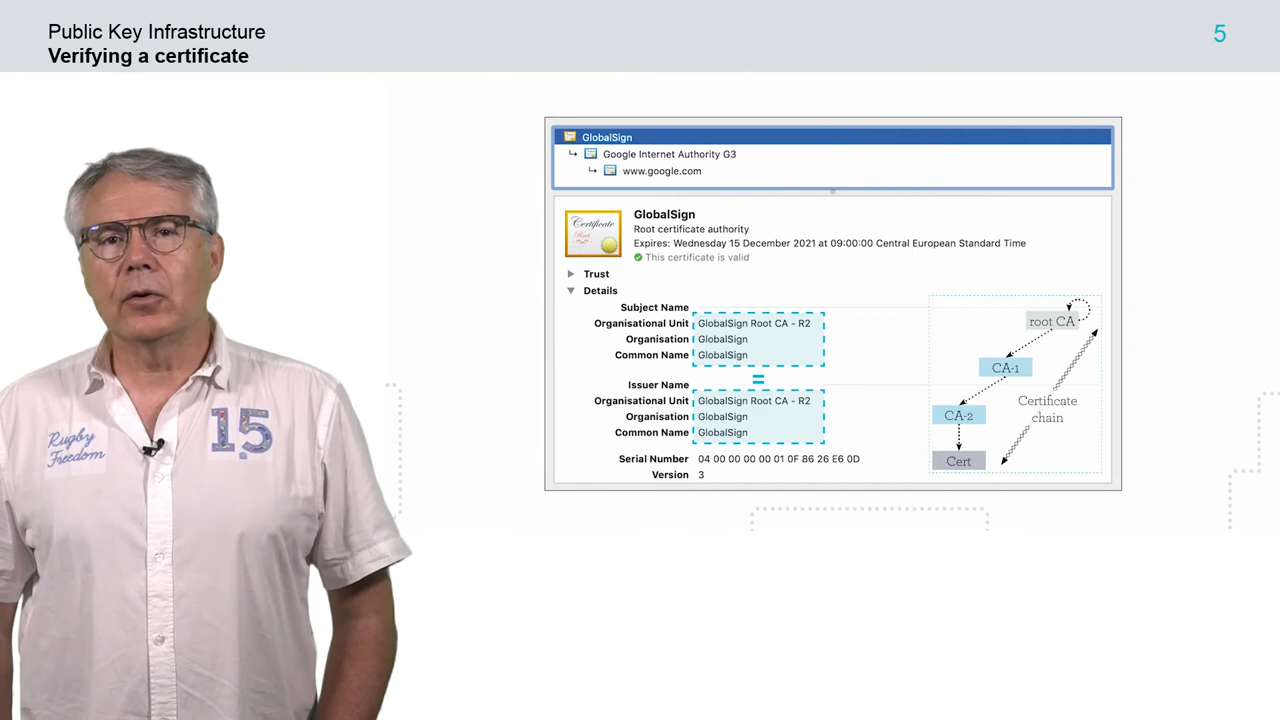 Public Key Infrastructure
Verifying a certificate
5
GlobalSign
Google Internet Authority G3
www.google.com
Certificate
Root
GlobalSign
Root certificate authority
Expires: Wednesday 15 December 2021 at 09:00:00 Central European Standard Time
This certificate is valid
Trust
Details
Subject Name
Organisational Unit GlobalSign Root CA - R2
Organisation GlobalSign
Common Name GlobalSign
=
Issuer Name
Organisational Unit GlobalSign Root CA - R2
Organisation GlobalSign
Common Name GlobalSign
Serial Number 04 00 00 00 00 01 0F 86 26 E6 0D
Version 3
root CA
CA-1
CA-2
Cert
Certificate
chain
15
Rugby
Freedom